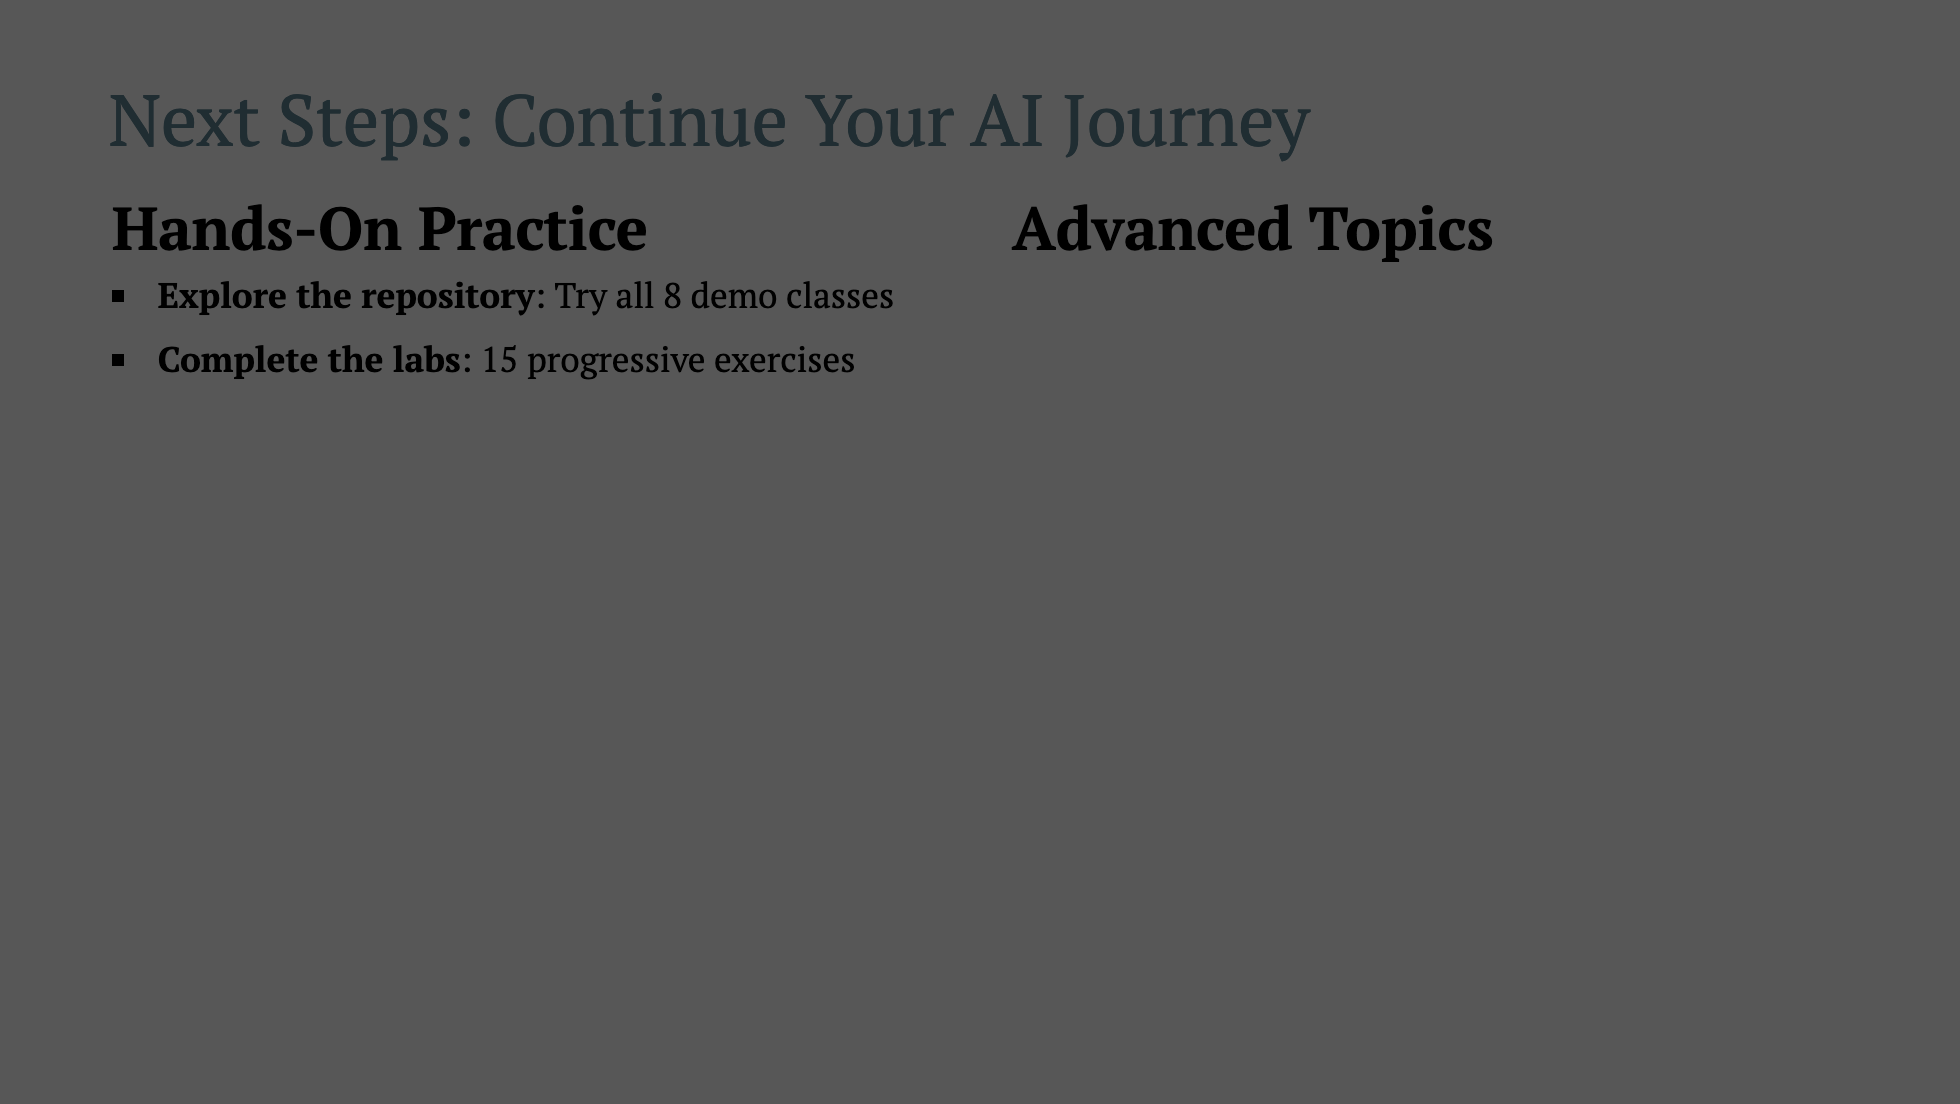 Next Steps: Continue Your AI Journey
Hands-On Practice
▪ Explore the repository: Try all 8 demo classes
▪ Complete the labs: 15 progressive exercises
Advanced Topics